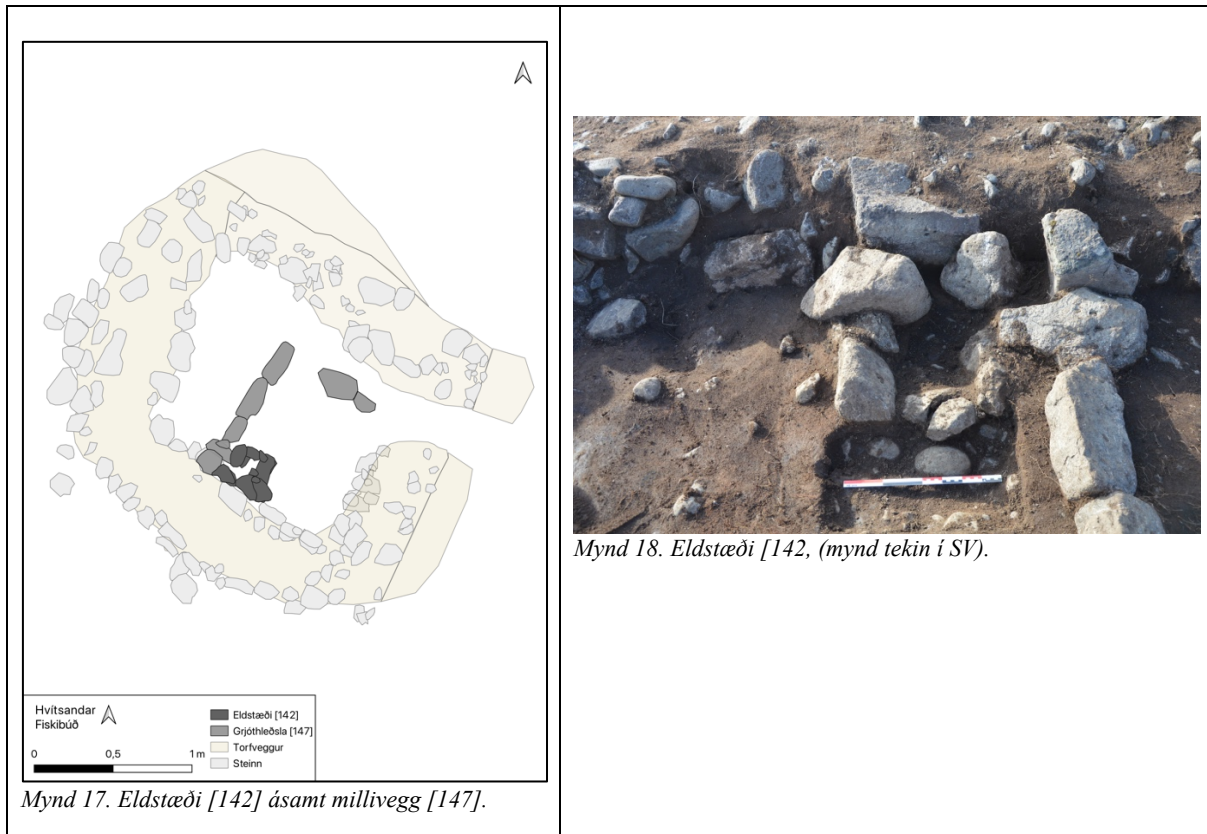 Hvítsandar
Fiskibúð
Eldstæði [142]
Grjóthleðsla [147]
Torfveggur
Steinn
0 0,5 1 m
Mynd 17. Eldstæði [142] ásamt millivegg [147].
Mynd 18. Eldstæði [142, (mynd tekin í SV).